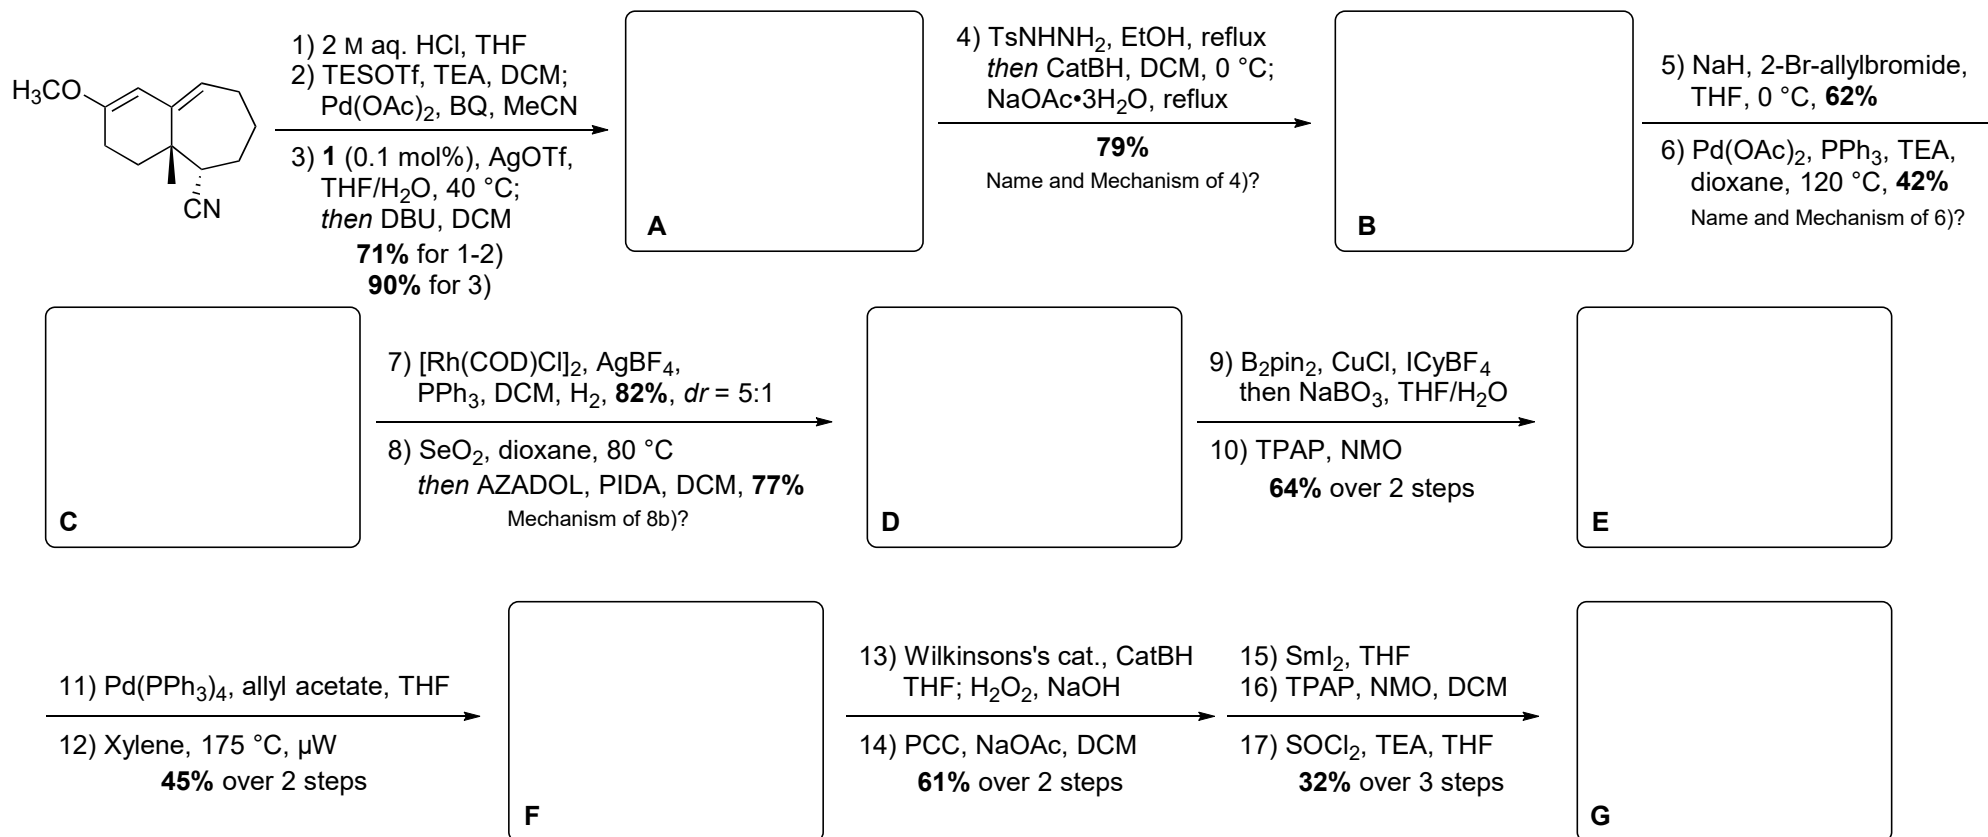 H3CO
CN
1) 2 M aq. HCl, THF
2) TESOTf, TEA, DCM;
Pd(OAc)2, BQ, MeCN
3) 1 (0.1 mol%), AgOTf,
THF/H2O, 40 °C;
then DBU, DCM
71% for 1-2)
90% for 3)
A
4) TsNHNH2, EtOH, reflux
then CatBH, DCM, 0 °C;
NaOAc•3H2O, reflux
79%
Name and Mechanism of 4)?
B
5) NaH, 2-Br-allylbromide,
THF, 0 °C, 62%
6) Pd(OAc)2, PPh3, TEA,
dioxane, 120 °C, 42%
Name and Mechanism of 6)?
C
7) [Rh(COD)Cl]2, AgBF4,
PPh3, DCM, H2, 82%, dr = 5:1
8) SeO2, dioxane, 80 °C
then AZADOL, PIDA, DCM, 77%
Mechanism of 8b)?
D
9) B2pin2, CuCl, ICyBF4
then NaBO3, THF/H2O
10) TPAP, NMO
64% over 2 steps
E
11) Pd(PPh3)4, allyl acetate, THF
12) Xylene, 175 °C, µW
45% over 2 steps
F
13) Wilkinsons's cat., CatBH
THF; H2O2, NaOH
14) PCC, NaOAc, DCM
61% over 2 steps
15) SmI2, THF
16) TPAP, NMO, DCM
17) SOCl2, TEA, THF
32% over 3 steps
G